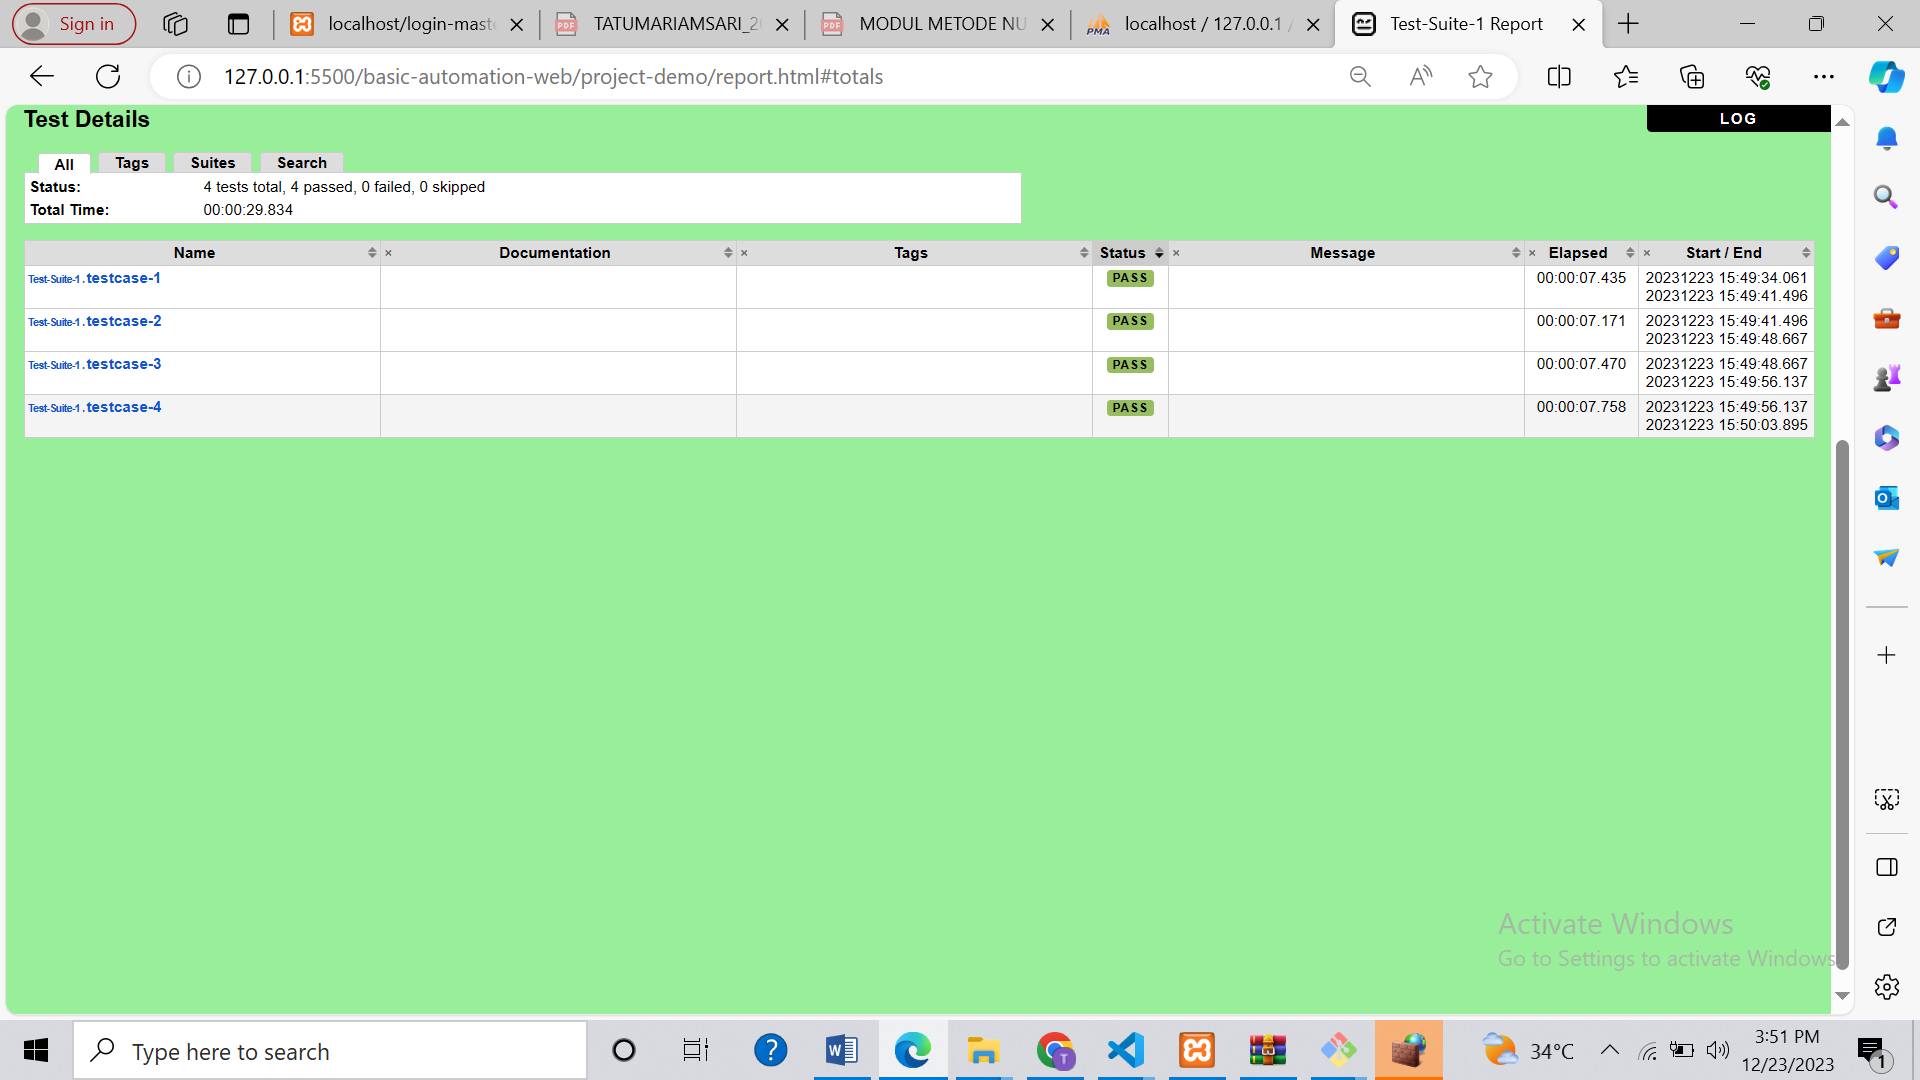 Sign in
localhost/login-maste
TATUMARIAMSARI_2
MODUL METODE NU
localhost / 127.0.0.1 /
Test-Suite-1 Report
127.0.0.1:5500/basic-automation-web/project-demo/report.html#totals
Test Details
LOG
All Tags Suites Search
Status: 4 tests total, 4 passed, 0 failed, 0 skipped
Total Time: 00:00:29.834
Name × Documentation × Tags Status × Message × Elapsed × Start / End
Test-Suite-1.testcase-1 PASS 00:00:07.435 20231223 15:49:34.061
20231223 15:49:41.496
Test-Suite-1.testcase-2 PASS 00:00:07.171 20231223 15:49:41.496
20231223 15:49:48.667
Test-Suite-1.testcase-3 PASS 00:00:07.470 20231223 15:49:48.667
20231223 15:49:56.137
Test-Suite-1.testcase-4 PASS 00:00:07.758 20231223 15:49:56.137
20231223 15:50:03.895
Activate Windows
Go to Settings to activate Windows
Type here to search
34°C
3:51 PM
12/23/2023
1